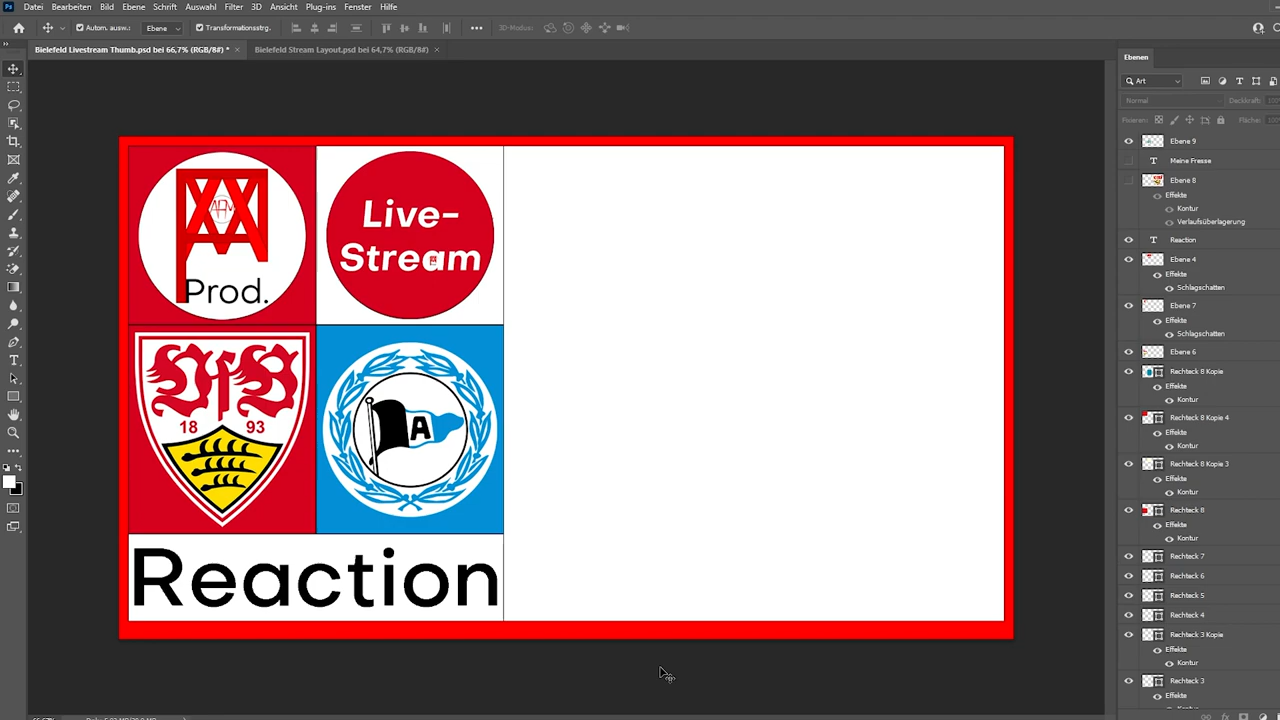 Datei Bearbeiten Bild Ebene Schrift Auswahl Filter 3D Ansicht Plug-ins Fenster Hilfe
Autom. ausw.: Ebene Transformationsstrg. 3D-Modus:
Bielefeld Livestream Thumb.psd bei 66,7% (RGB/8#) * × Bielefeld Stream Layout.psd bei 64,7% (RGB/8#) ×
Prod.
Live-
Stream
18 93
A
Reaction
Ebenen
Art
Normal Deckkraft:
Fixieren: Fläche:
Ebene 9
Meine Fresse
Ebene 8
Effekte
Kontur
Verlaufsüberlagerung
Reaction
Ebene 4
Effekte
Schlagschatten
Ebene 7
Effekte
Schlagschatten
Ebene 6
Rechteck 8 Kopie
Effekte
Kontur
Rechteck 8 Kopie 4
Effekte
Kontur
Rechteck 8 Kopie 3
Effekte
Kontur
Rechteck 8
Effekte
Kontur
Rechteck 7
Rechteck 6
Rechteck 5
Rechteck 4
Rechteck 3 Kopie
Effekte
Kontur
Rechteck 3
Effekte